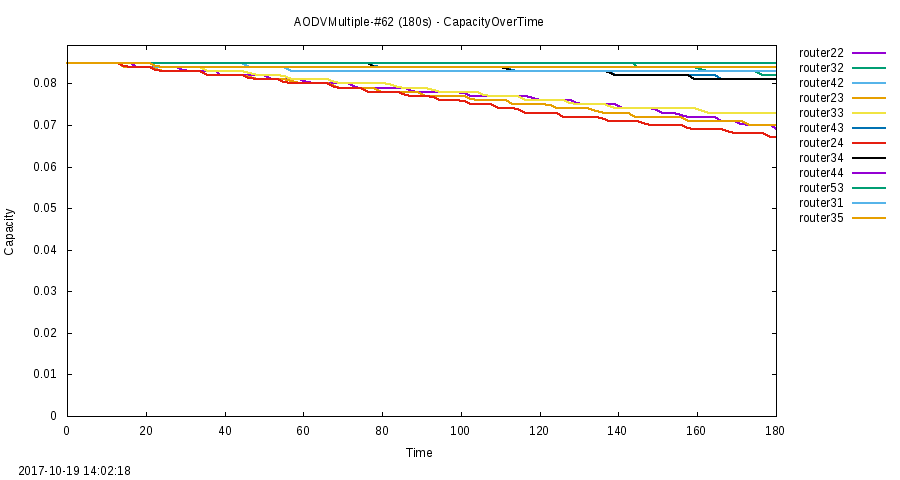 AODVMultiple-#62 (180s) - CapacityOverTime
router22
router32
router42
router23
router33
router43
router24
router34
router44
router53
router31
router35
0.08
0.07
0.06
0.05
0.04
0.03
0.02
0.01
0
Capacity
0 20 40 60 80 100 120 140 160 180
Time
2017-10-19 14:02:18